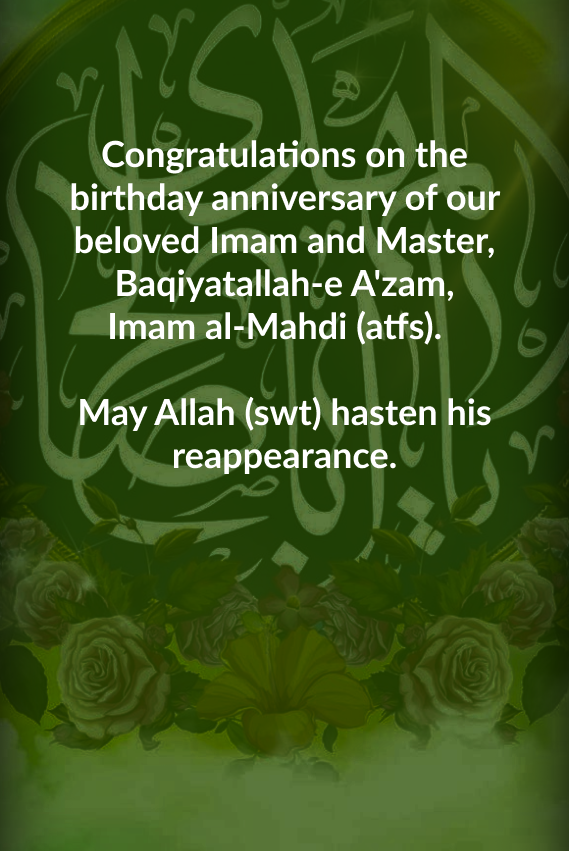 Congratulations on the
birthday anniversary of our
beloved Imam and Master,
Baqiyatallah-e A'zam,
Imam al-Mahdi (atfs).
May Allah (swt) hasten his
reappearance.